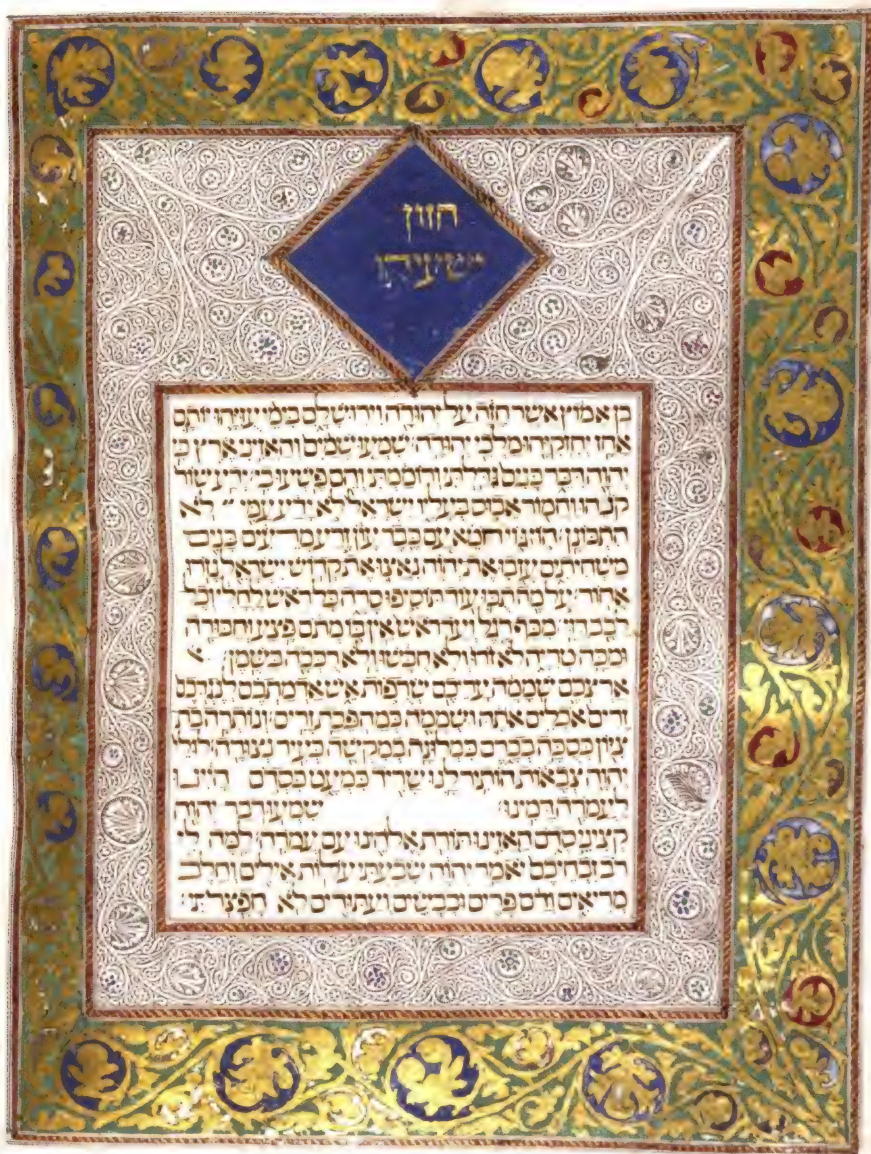 חזון
ישעיהו
בן אמוץ אשר חזה על יהודה וירושלם בימי עזיהו יותם
אחז יחזקיהו מלכי יהודה שמעו שמים והאזיני ארץ כ
יהוה דבר בנים גדלתי ורוממתי והם פשעו בי ידע שור
קנהו וחמור אבוס בעליו ישראל לא ידע עמי לא
התבונן הוי גוי חטא עם כבד עון זרע מרעים בנים
משחיתים עזבו את יהוה נאצו את קדוש ישראל נזרו
אחור על מה תכו עוד תוסיפו סרה כל ראש לחלי וכל
לבב דוי מכף רגל ועד ראש אין בו מתם פצע וחבורה
ומכה טריה לא זרו ולא חבשו ולא רככה בשמן
ארצכם שממה עריכם שרפות אש אדמתכם לנגדכם
זרים אכלים אתה ושממה כמהפכת זרים ונותרה בת
ציון כסכה בכרם כמלונה במקשה כעיר נצורה לולי
יהוה צבאות הותיר לנו שריד כמעט כסדם היינו
לעמרה דמינו שמעו דבר יהוה
קציני סדם האזינו תורת אלהינו עם עמרה למה לי
רב זבחיכם יאמר יהוה שבעתי עלות אילים וחלב
מריאים ודם פרים וכבשים ועתודים לא חפצתי